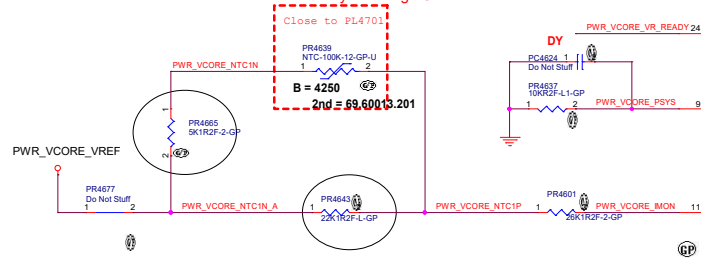 Close to PL4701
PWR_VCORE_VR_READY 24
DY
PR4639
NTC-100K-12-GP-U
PWR_VCORE_NTC1N
1
2
PC4624 1
Do Not Stuff
B = 4250
PR4637
10KR2F-L1-GP
2nd = 69.60013.201
1
2
PWR_VCORE_PSYS
9
1
PR4665
5K1R2F-2-GP
2
PWR_VCORE_VREF
PR4677
Do Not Stuff
PR4643
PR4601
1
2
PWR_VCORE_NTC1N_A
1
2
PWR_VCORE_NTC1P
1
2
PWR_VCORE_IMON
11
22K1R2F-L-GP
26K1R2F-2-GP
GP